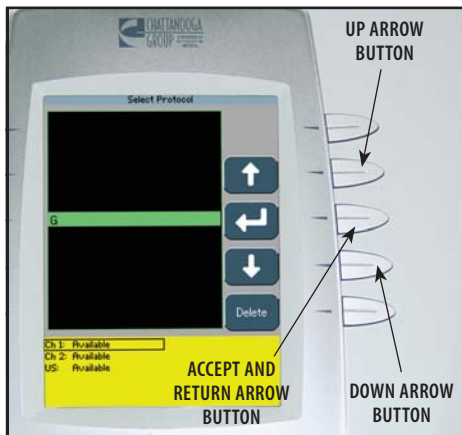 CHATTANOOGA
GROUP
UP ARROW
BUTTON
Select Protocol
G
Delete
Ch 1: Available
Ch 2: Available
US: Available
ACCEPT AND
RETURN ARROW
BUTTON
DOWN ARROW
BUTTON